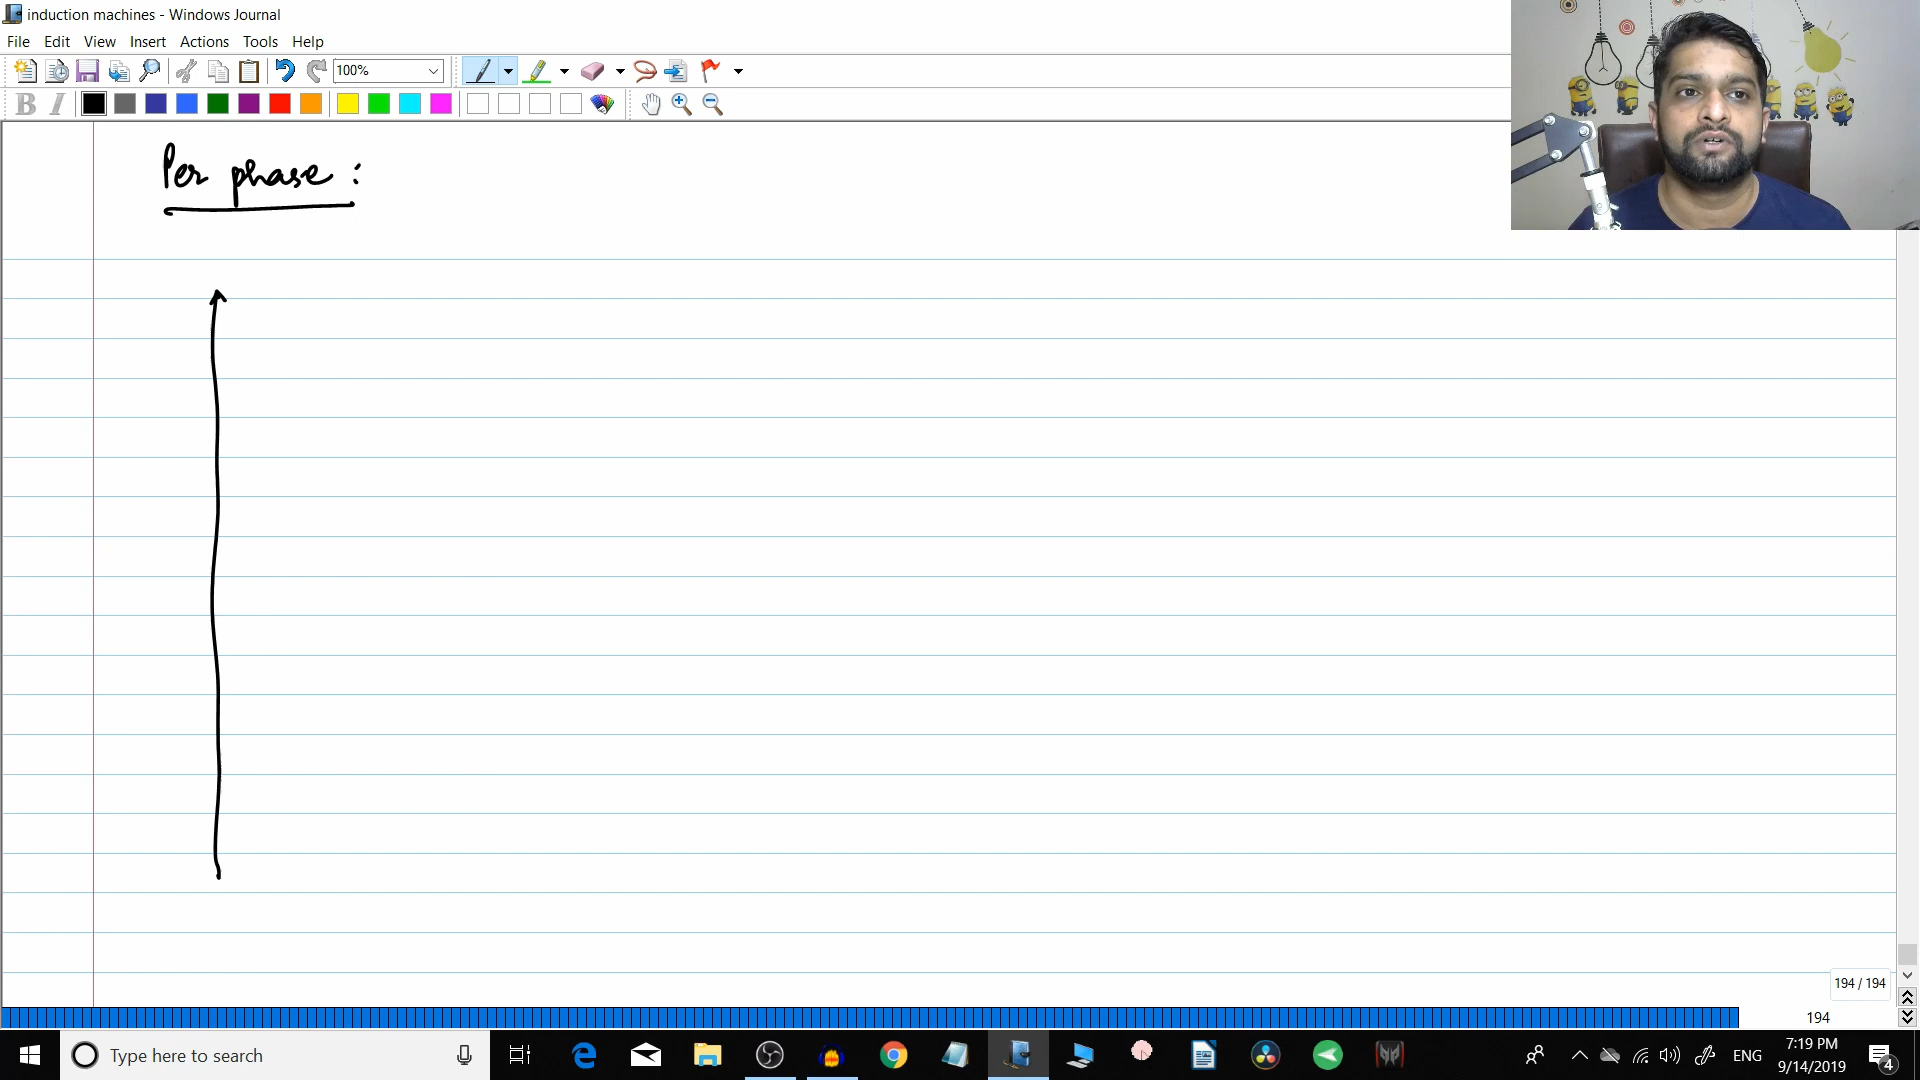 induction machines - Windows Journal
File Edit View Insert Actions Tools Help
100%
B I
Per phase :
194 / 194
194
Type here to search
ENG
7:19 PM
9/14/2019
4